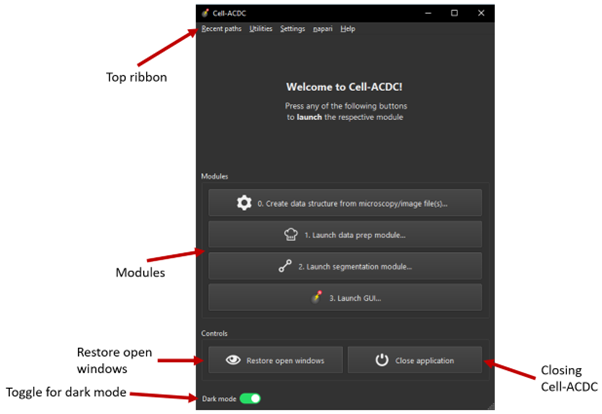 Cell-ACDC
Recent paths Utilities Settings napari Help
Top ribbon
Welcome to Cell-ACDC!
Press any of the following buttons
to launch the respective module
Modules
0. Create data structure from microscopy/image file(s)...
1. Launch data prep module...
2. Launch segmentation module...
Modules
3. Launch GUI...
Controls
Restore open
windows
Restore open windows
Close application
Closing
Cell-ACDC
Toggle for dark mode
Dark mode